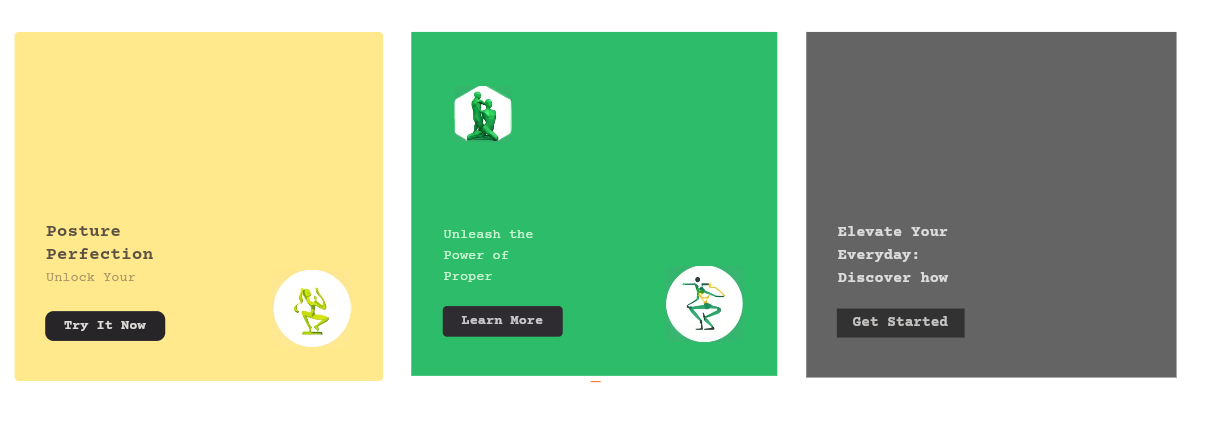 Posture
Perfection
Unlock Your
Try It Now
Unleash the
Power of
Proper
Learn More
Elevate Your
Everyday:
Discover how
Get Started